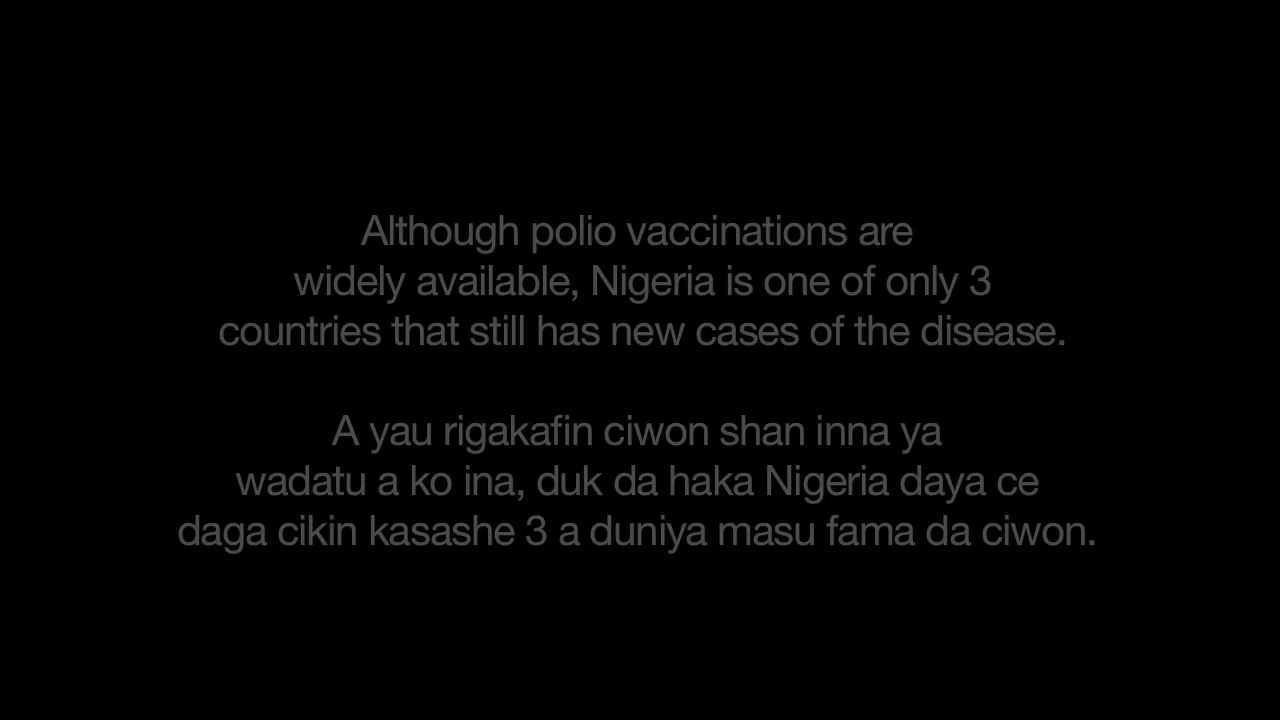 Although polio vaccinations are
widely available, Nigeria is one of only 3
countries that still has new cases of the disease.
A yau rigakafin ciwon shan inna ya
wadatu a ko ina, duk da haka Nigeria daya ce
daga cikin kasashe 3 a duniya masu fama da ciwon.